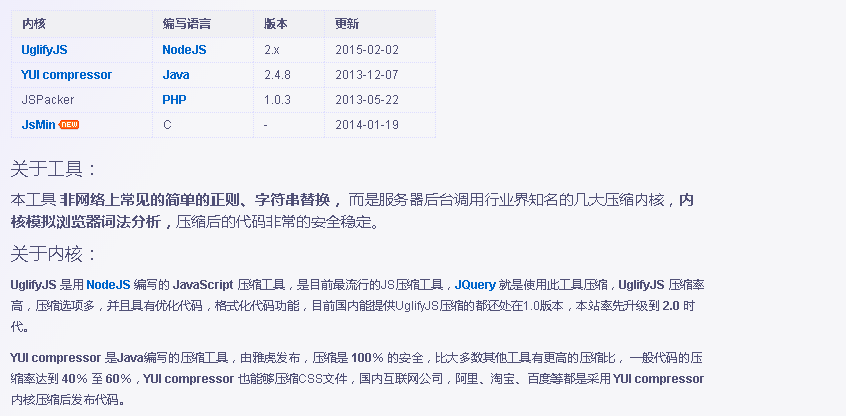 内核 编写语言 版本 更新
UglifyJS NodeJS 2.x 2015-02-02
YUI compressor Java 2.4.8 2013-12-07
JSPacker PHP 1.0.3 2013-05-22
JsMin NEW C - 2014-01-19
关于工具：
本工具 非网络上常见的简单的正则、字符串替换， 而是服务器后台调用行业界知名的几大压缩内核，内
核模拟浏览器词法分析，压缩后的代码非常的安全稳定。
关于内核：
UglifyJS 是用 NodeJS 编写的 JavaScript 压缩工具，是目前最流行的JS压缩工具，JQuery 就是使用此工具压缩，UglifyJS 压缩率
高，压缩选项多，并且具有优化代码，格式化代码功能，目前国内能提供UglifyJS压缩的都还处在1.0版本，本站率先升级到 2.0 时
代。
YUI compressor 是Java编写的压缩工具，由雅虎发布，压缩是 100% 的安全，比大多数其他工具有更高的压缩比， 一般代码的压
缩率达到 40% 至 60%，YUI compressor 也能够压缩CSS文件，国内互联网公司，阿里、淘宝、百度等都是采用 YUI compressor
内核压缩后发布代码。